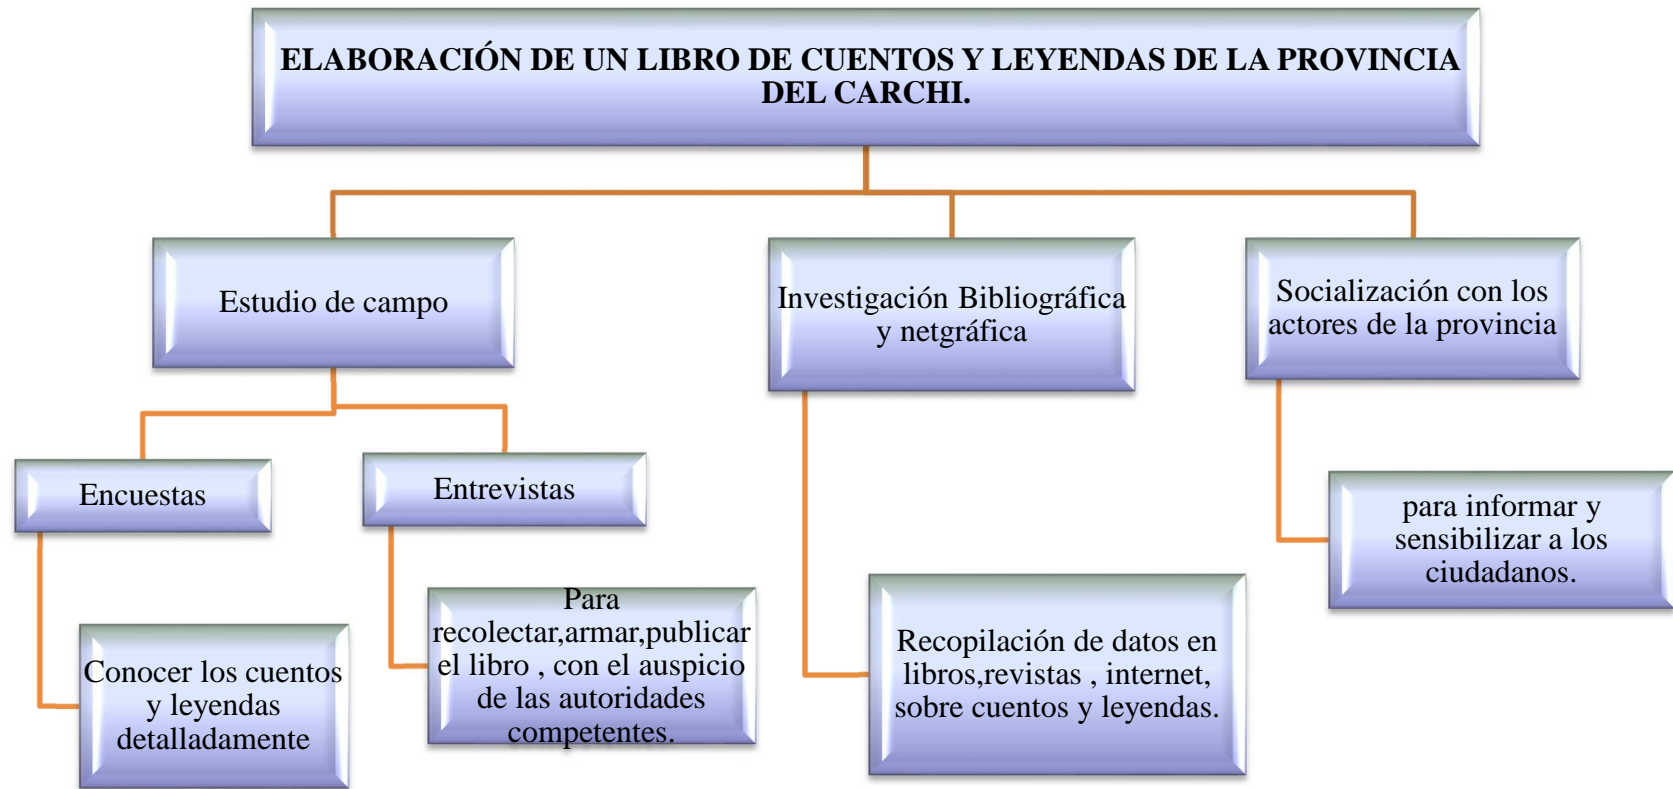 ELABORACIÓN DE UN LIBRO DE CUENTOS Y LEYENDAS DE LA PROVINCIA
DEL CARCHI.
Estudio de campo
Investigación Bibliográfica
y netgráfica
Socialización con los
actores de la provincia
Encuestas
Entrevistas
para informar y
sensibilizar a los
ciudadanos.
Conocer los cuentos
y leyendas
detalladamente
Para
recolectar,armar,publicar
el libro , con el auspicio
de las autoridades
competentes.
Recopilación de datos en
libros,revistas , internet,
sobre cuentos y leyendas.